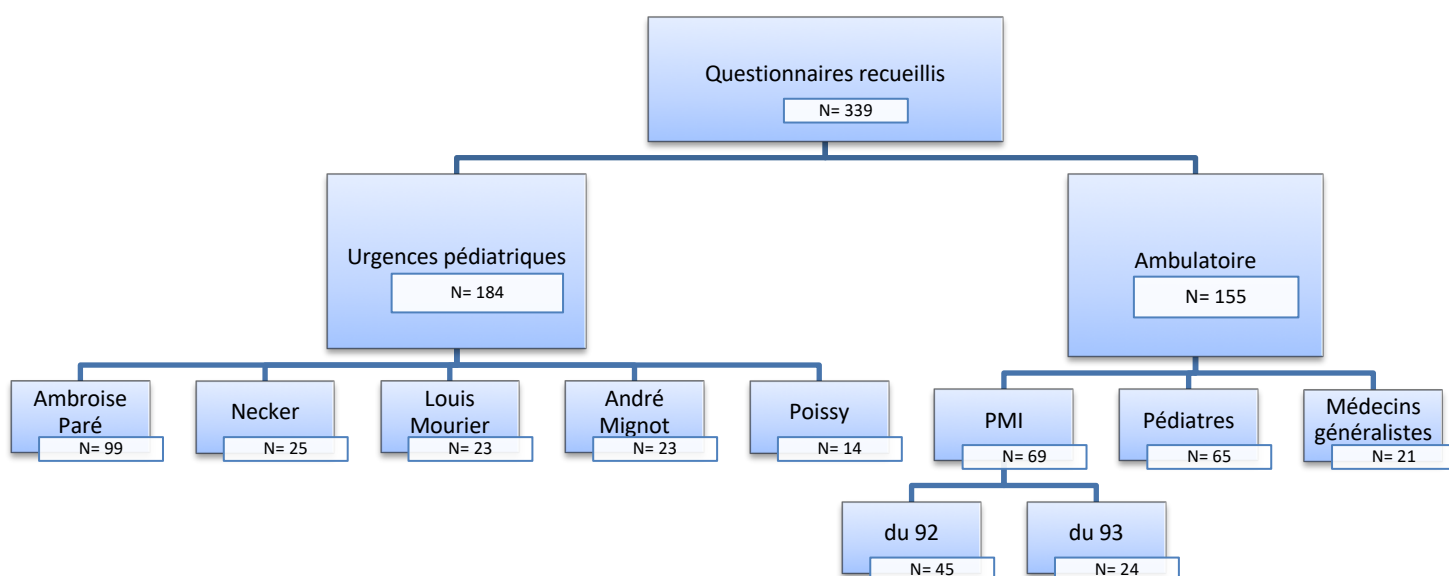 Questionnaires recueillis
N= 339
Urgences pédiatriques
N= 184
Ambulatoire
N= 155
Ambroise
Paré
N= 99
Necker
N= 25
Louis
Mourier
N= 23
André
Mignot
N= 23
Poissy
N= 14
PMI
N= 69
Pédiatres
N= 65
Médecins
généralistes
N= 21
du 92
N= 45
du 93
N= 24